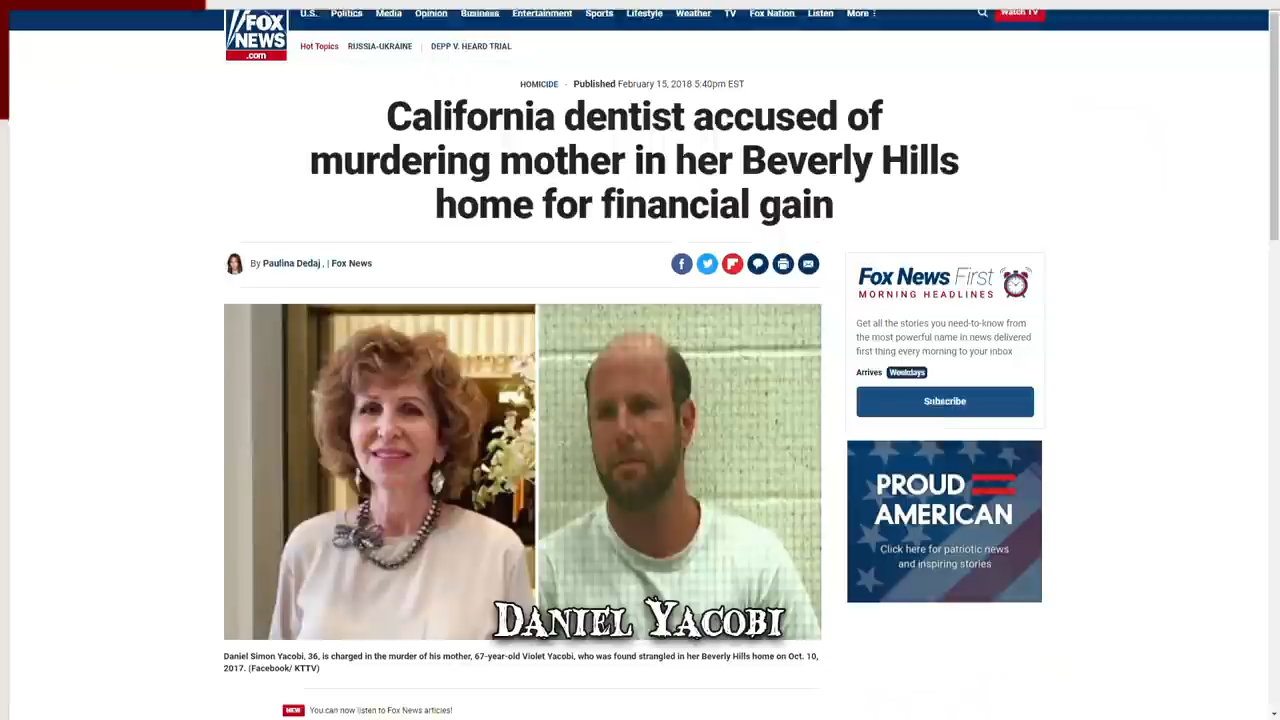 U.S. Politics Media Opinion Business Entertainment Sports Lifestyle Weather TV Fox Nation Listen More
Watch TV
FOX
NEWS
.com
Hot Topics RUSSIA-UKRAINE DEPP V. HEARD TRIAL
HOMICIDE · Published February 15, 2018 5:40pm EST
California dentist accused of
murdering mother in her Beverly Hills
home for financial gain
By Paulina Dedaj , | Fox News
Fox News First
MORNING HEADLINES
Get all the stories you need-to-know from
the most powerful name in news delivered
first thing every morning to your inbox
Arrives Weekdays
Subscribe
PROUD
AMERICAN
Click here for patriotic news
and inspiring stories
DANIEL YACOBI
Daniel Simon Yacobi, 36, is charged in the murder of his mother, 67-year-old Violet Yacobi, who was found strangled in her Beverly Hills home on Oct. 10,
2017. (Facebook/ KTTV)
NEW You can now listen to Fox News articles!